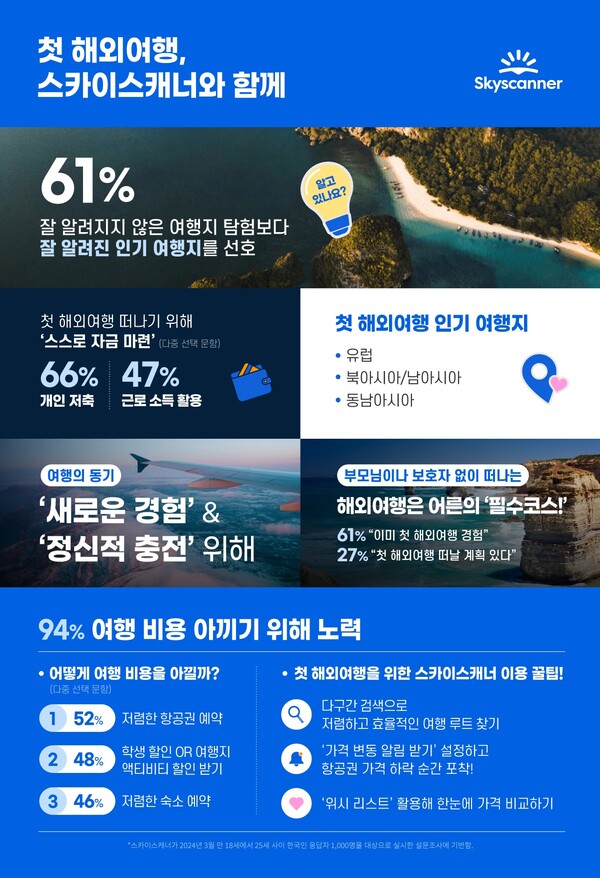 첫 해외여행,
스카이스캐너와 함께
Skyscanner
61%
잘 알려지지 않은 여행지 탐험보다
잘 알려진 인기 여행지를 선호
알고
있나요?
첫 해외여행 떠나기 위해
‘스스로 자금 마련’ (다중 선택 문항)
66% 47%
개인 저축 근로 소득 활용
첫 해외여행 인기 여행지
• 유럽
• 북아시아/남아시아
• 동남아시아
여행의 동기
‘새로운 경험’ &
‘정신적 충전’ 위해
부모님이나 보호자 없이 떠나는
해외여행은 어른의 ‘필수코스!’
61% “이미 첫 해외여행 경험”
27% “첫 해외여행 떠날 계획 있다”
94% 여행 비용 아끼기 위해 노력
• 어떻게 여행 비용을 아낄까?
(다중 선택 문항)
1 52% 저렴한 항공권 예약
2 48% 학생 할인 OR 여행지
액티비티 할인 받기
3 46% 저렴한 숙소 예약
• 첫 해외여행을 위한 스카이스캐너 이용 꿀팁!
다구간 검색으로
저렴하고 효율적인 여행 루트 찾기
‘가격 변동 알림 받기’ 설정하고
항공권 가격 하락 순간 포착!
‘위시 리스트’ 활용해 한눈에 가격 비교하기
*스카이스캐너가 2024년 3월 만 18세에서 25세 사이 한국인 응답자 1,000명을 대상으로 실시한 설문조사에 기반함.